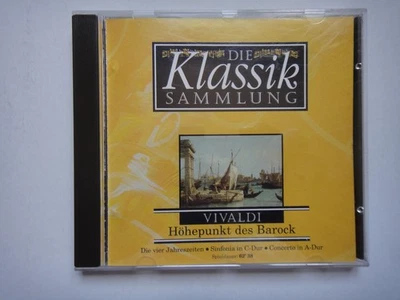 DIE
Klassik
SAMMLUNG
VIVALDI
Höhepunkt des Barock
Die vier Jahreszeiten • Sinfonia in C-Dur • Concerto in A-Dur